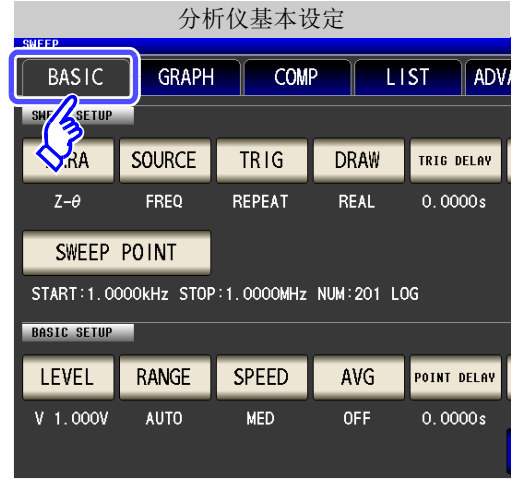 分析仪基本设定
SWEEP
BASIC GRAPH COMP LIST
SETUP
SOURCE TRIG DRAW TRIG DELAY
Z-θ FREQ REPEAT REAL 0.0000s
SWEEP POINT
START:1.0000kHz STOP:1.0000MHz NUM:201 LOG
BASIC SETUP
LEVEL RANGE SPEED AVG POINT DELAY
V 1.000V AUTO MED OFF 0.0000s